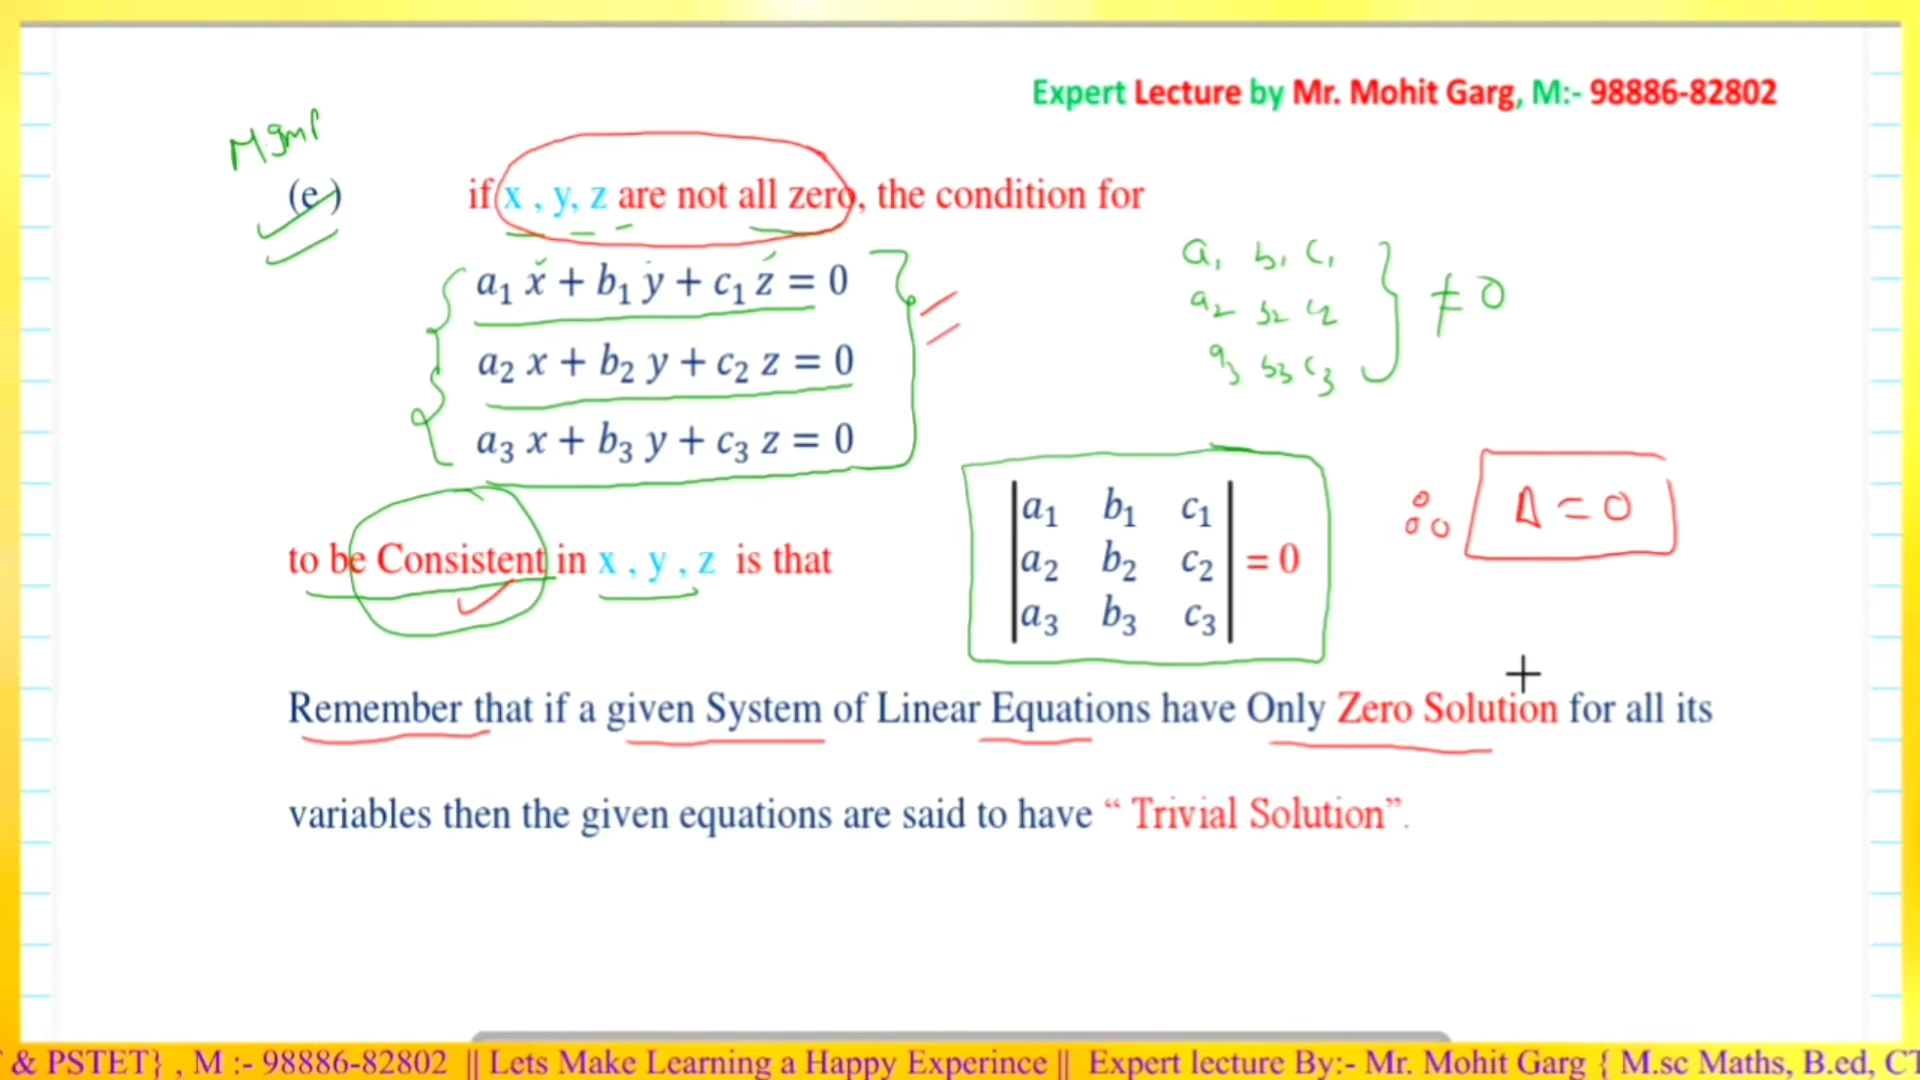 Expert Lecture by Mr. Mohit Garg, M:- 98886-82802
(e)
if x , y, z are not all zero, the condition for
a₁ x + b₁ y + c₁ z = 0
a₂ x + b₂ y + c₂ z = 0
a₃ x + b₃ y + c₃ z = 0
a₁ b₁ c₁
a₂ b₂ c₂
a₃ b₃ c₃
≠ 0
to be Consistent in x , y , z is that
a₁ b₁ c₁
a₂ b₂ c₂ = 0
a₃ b₃ c₃
∴ Δ = 0
Remember that if a given System of Linear Equations have Only Zero Solution for all its
variables then the given equations are said to have “ Trivial Solution”.
& PSTET} , M :- 98886-82802 || Lets Make Learning a Happy Experince || Expert lecture By:- Mr. Mohit Garg { M.sc Maths, B.ed, CT